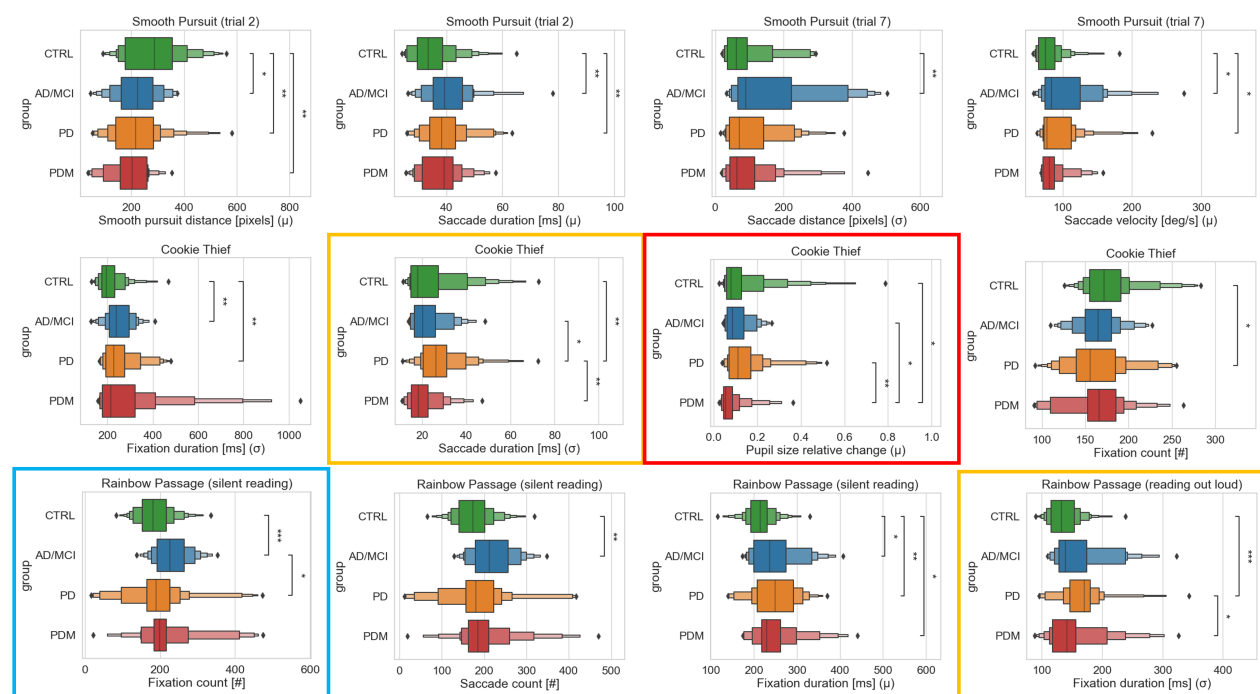 Smooth Pursuit (trial 2)
group
CTRL
AD/MCI
PD
PDM
*
**
**
200 400 600 800
Smooth pursuit distance [pixels] (μ)
Smooth Pursuit (trial 2)
group
CTRL
AD/MCI
PD
PDM
**
**
40 60 80 100
Saccade duration [ms] (μ)
Smooth Pursuit (trial 7)
group
CTRL
AD/MCI
PD
PDM
**
0 200 400 600
Saccade distance [pixels] (σ)
Smooth Pursuit (trial 7)
group
CTRL
AD/MCI
PD
PDM
*
*
100 200 300
Saccade velocity [deg/s] (μ)
Cookie Thief
group
CTRL
AD/MCI
PD
PDM
**
**
200 400 600 800 1000
Fixation duration [ms] (σ)
Cookie Thief
group
CTRL
AD/MCI
PD
PDM
*
**
**
20 40 60 80 100
Saccade duration [ms] (σ)
Cookie Thief
group
CTRL
AD/MCI
PD
PDM
**
*
*
0.0 0.2 0.4 0.6 0.8 1.0
Pupil size relative change (μ)
Cookie Thief
group
CTRL
AD/MCI
PD
PDM
*
100 150 200 250 300
Fixation count [#]
Rainbow Passage (silent reading)
group
CTRL
AD/MCI
PD
PDM
***
*
0 200 400 600
Fixation count [#]
Rainbow Passage (silent reading)
group
CTRL
AD/MCI
PD
PDM
**
0 100 200 300 400 500
Saccade count [#]
Rainbow Passage (silent reading)
group
CTRL
AD/MCI
PD
PDM
*
**
*
100 200 300 400 500 600
Fixation duration [ms] (μ)
Rainbow Passage (reading out loud)
group
CTRL
AD/MCI
PD
PDM
***
*
100 200 300 400
Fixation duration [ms] (σ)